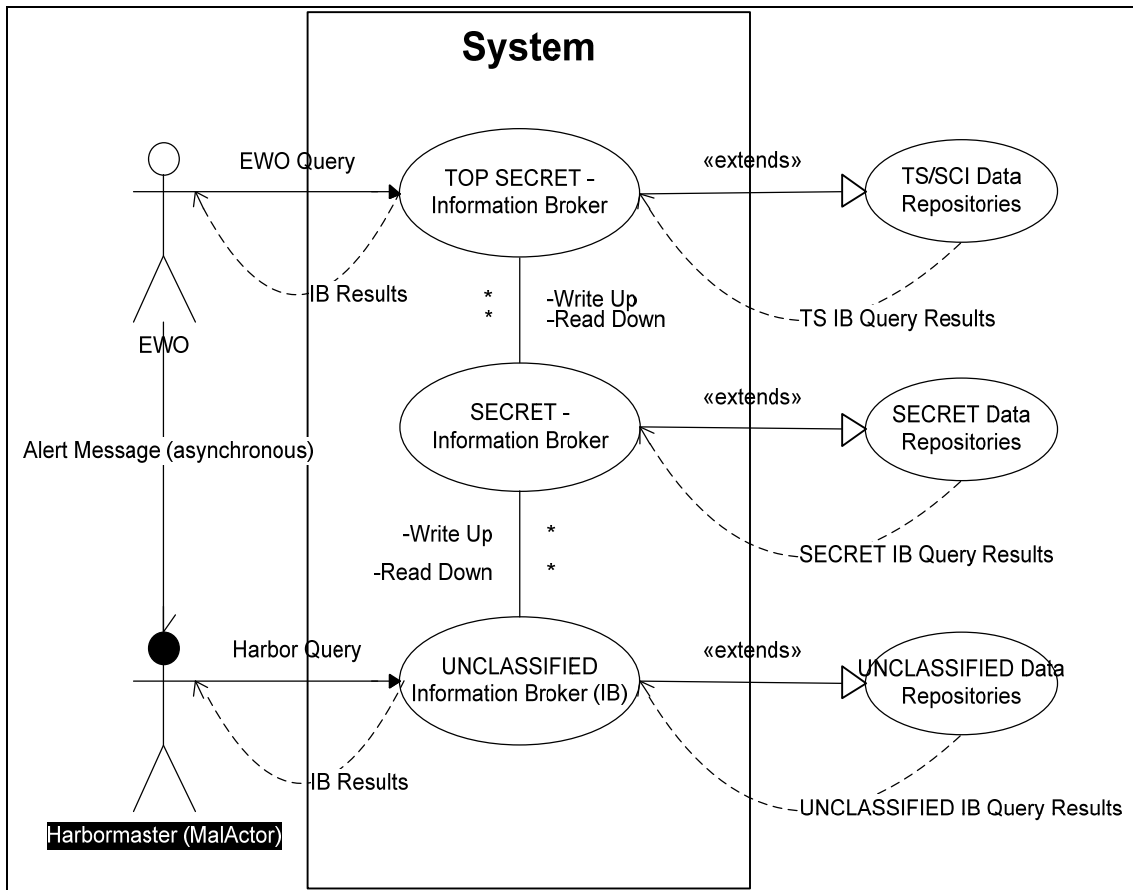 System
EWO Query
«extends»
TOP SECRET -
Information Broker
TS/SCI Data
Repositories
IB Results
*
*
-Write Up
-Read Down
TS IB Query Results
EWO
«extends»
SECRET -
Information Broker
SECRET Data
Repositories
Alert Message (asynchronous)
-Write Up
*
-Read Down
*
SECRET IB Query Results
Harbor Query
«extends»
UNCLASSIFIED
Information Broker (IB)
UNCLASSIFIED Data
Repositories
IB Results
UNCLASSIFIED IB Query Results
Harbormaster (MalActor)